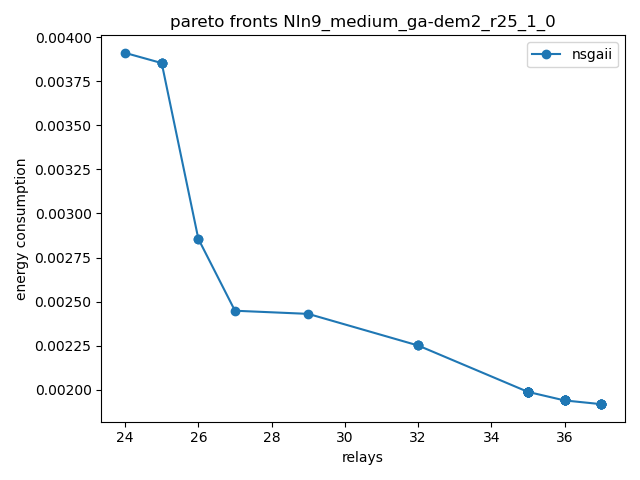 pareto fronts NIn9_medium_ga-dem2_r25_1_0
nsgaii
0.00400
0.00375
0.00350
0.00325
0.00300
0.00275
0.00250
0.00225
0.00200
energy consumption
24 26 28 30 32 34 36
relays